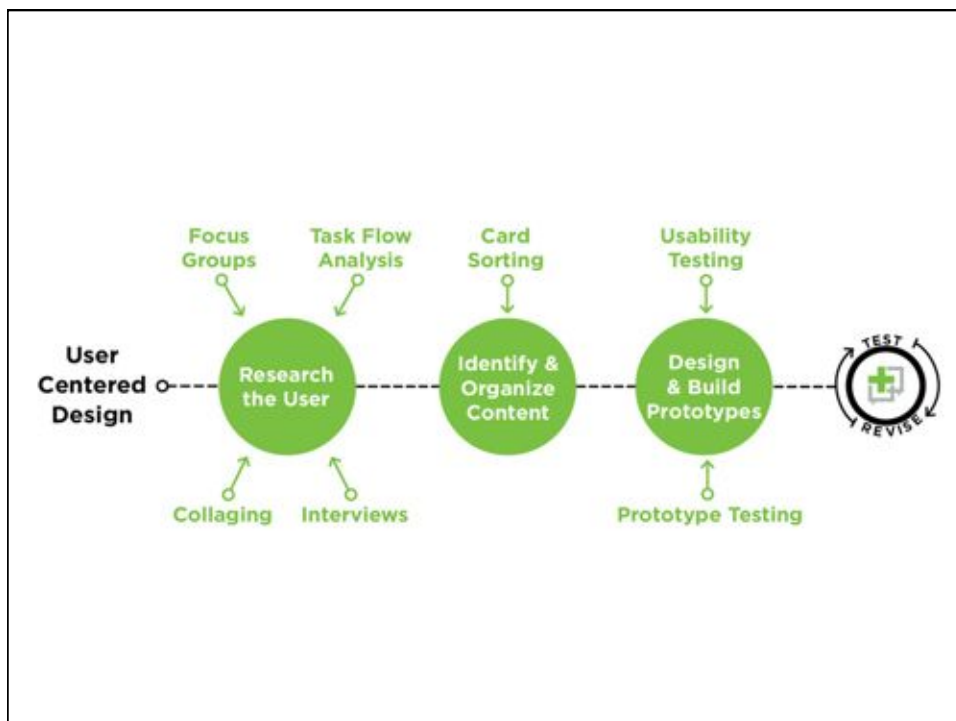 Focus
Groups
Task Flow
Analysis
Card
Sorting
Usability
Testing
User
Centered
Design
Research
the User
Identify &
Organize
Content
Design
& Build
Prototypes
TEST
REVISE
Collaging
Interviews
Prototype Testing